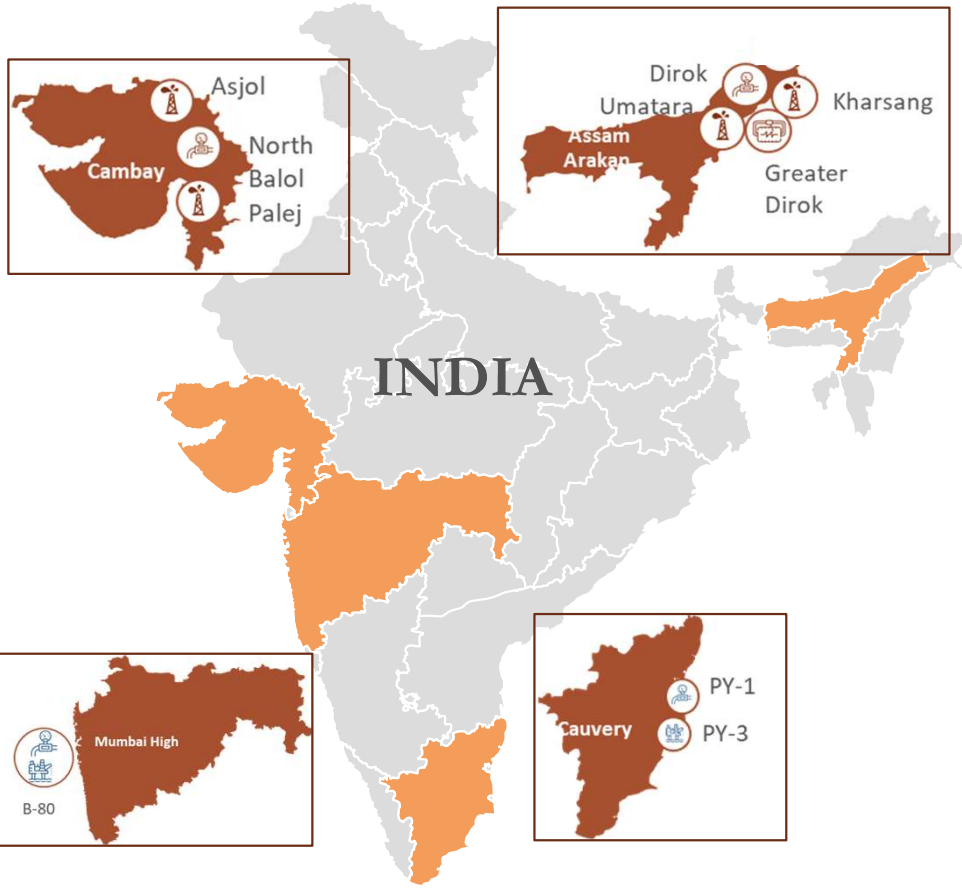 Asjol
North
Balol
Palej
Cambay
Dirok
Umatara
Kharsang
Assam
Arakan
Greater
Dirok
INDIA
Mumbai High
B-80
PY-1
PY-3
Cauvery